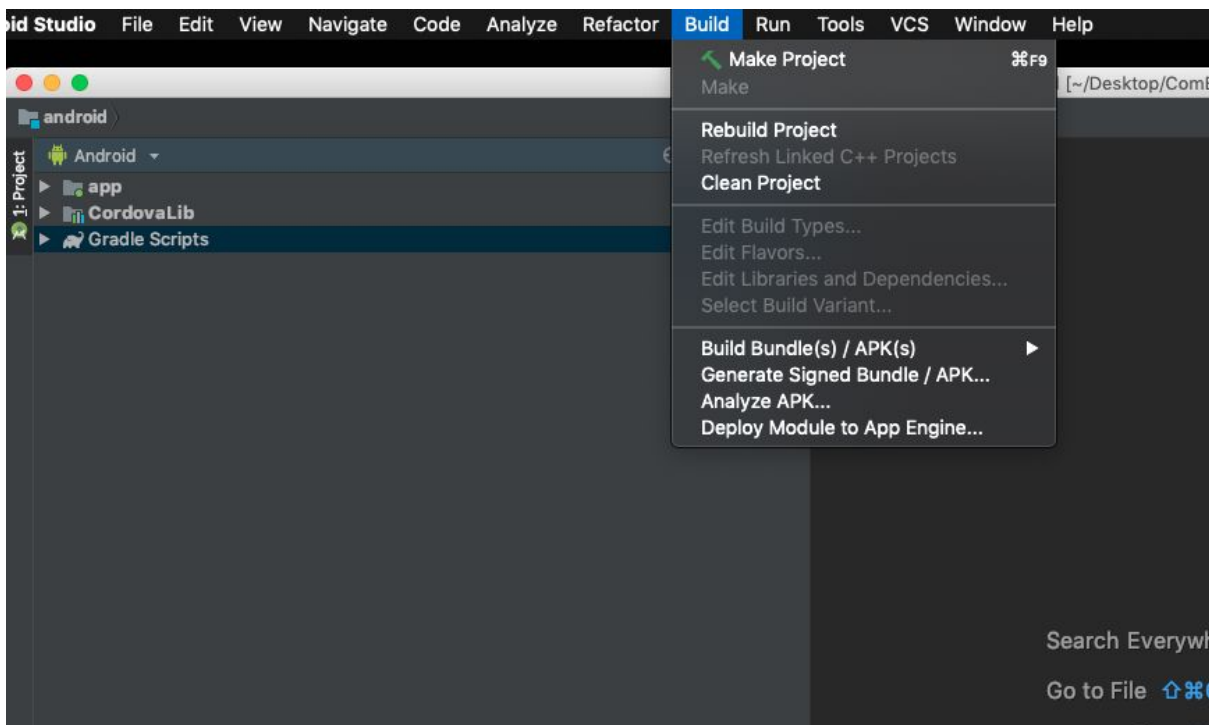 oid Studio File Edit View Navigate Code Analyze Refactor Build Run Tools VCS Window Help
Make Project ⌘F9
[~/Desktop/ComE
Make
android
Rebuild Project
1: Project
Android
Refresh Linked C++ Projects
app
Clean Project
CordovaLib
Edit Build Types...
Gradle Scripts
Edit Flavors...
Edit Libraries and Dependencies...
Select Build Variant...
Build Bundle(s) / APK(s)
Generate Signed Bundle / APK...
Analyze APK...
Deploy Module to App Engine...
Search Everywh
Go to File ⇧⌘